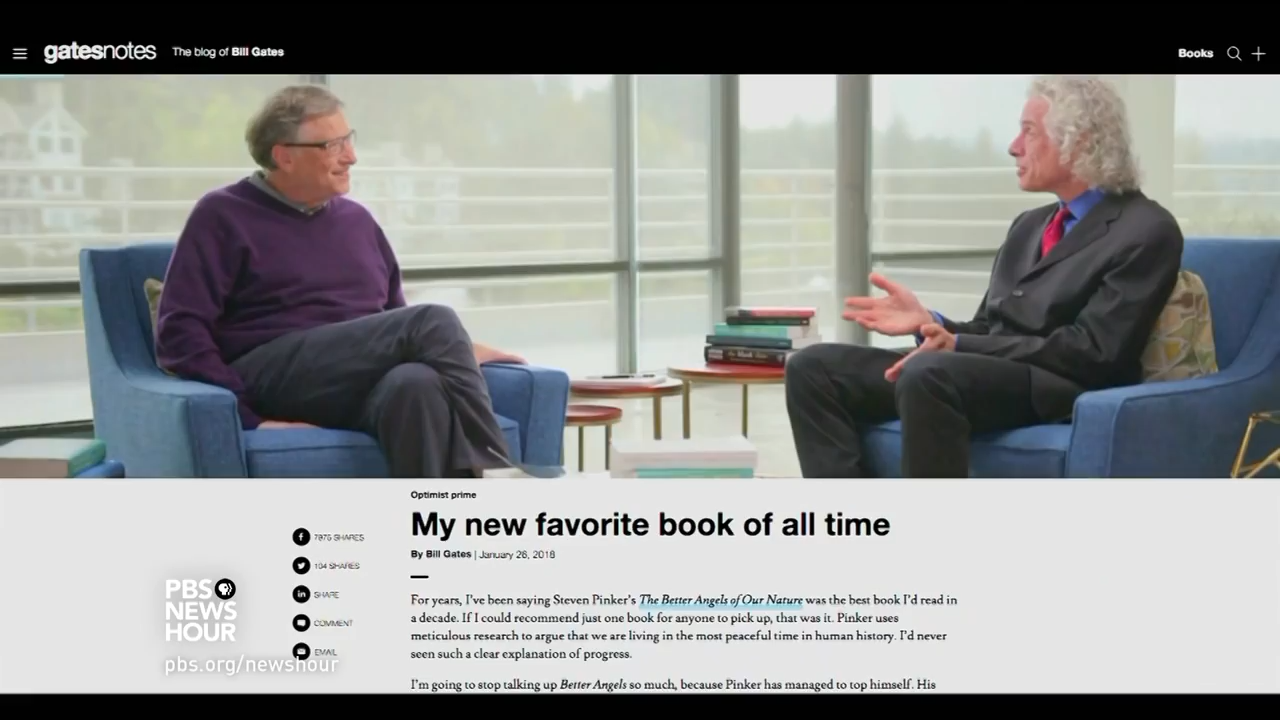 gatesnotes The blog of Bill Gates Books
Optimist prime
My new favorite book of all time
By Bill Gates | January 26, 2018
For years, I've been saying Steven Pinker's The Better Angels of Our Nature was the best book I'd read in
a decade. If I could recommend just one book for anyone to pick up, that was it. Pinker uses
meticulous research to argue that we are living in the most peaceful time in human history. I'd never
seen such a clear explanation of progress.
I'm going to stop talking up Better Angels so much, because Pinker has managed to top himself. His
SHARES
104 SHARES
SHARE
COMMENT
EMAIL
PBS
NEWS
HOUR
pbs.org/newshour